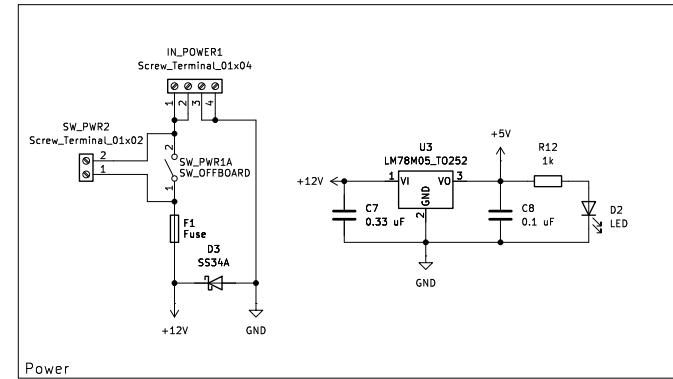 IN_POWER1
Screw_Terminal_01x04
1 2 3 4
SW_PWR2
Screw_Terminal_01x02
2
1
2
SW_PWR1A
SW_OFFBOARD
1
F1
Fuse
D3
SS34A
+12V
GND
U3
LM78M05_TO252
+5V
R12
1k
+12V
1 VI VO 3
GND
2
C7
0.33 uF
C8
0.1 uF
D2
LED
GND
Power